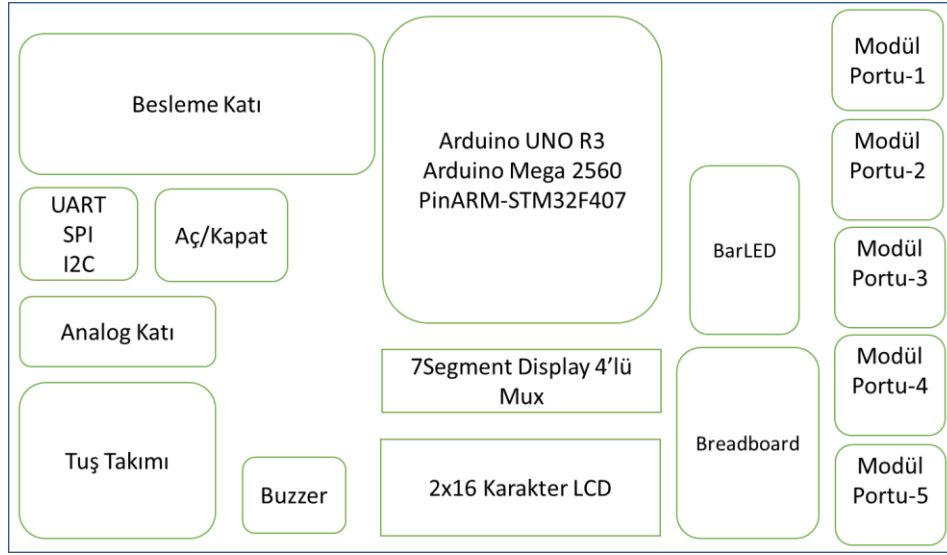 Besleme Katı
Arduino UNO R3
Arduino Mega 2560
PinARM-STM32F407
Modül
Portu-1
Modül
Portu-2
UART
SPI
I2C
Aç/Kapat
BarLED
Modül
Portu-3
Analog Katı
7Segment Display 4'lü
Mux
Modül
Portu-4
Tuş Takımı
Buzzer
2x16 Karakter LCD
Breadboard
Modül
Portu-5